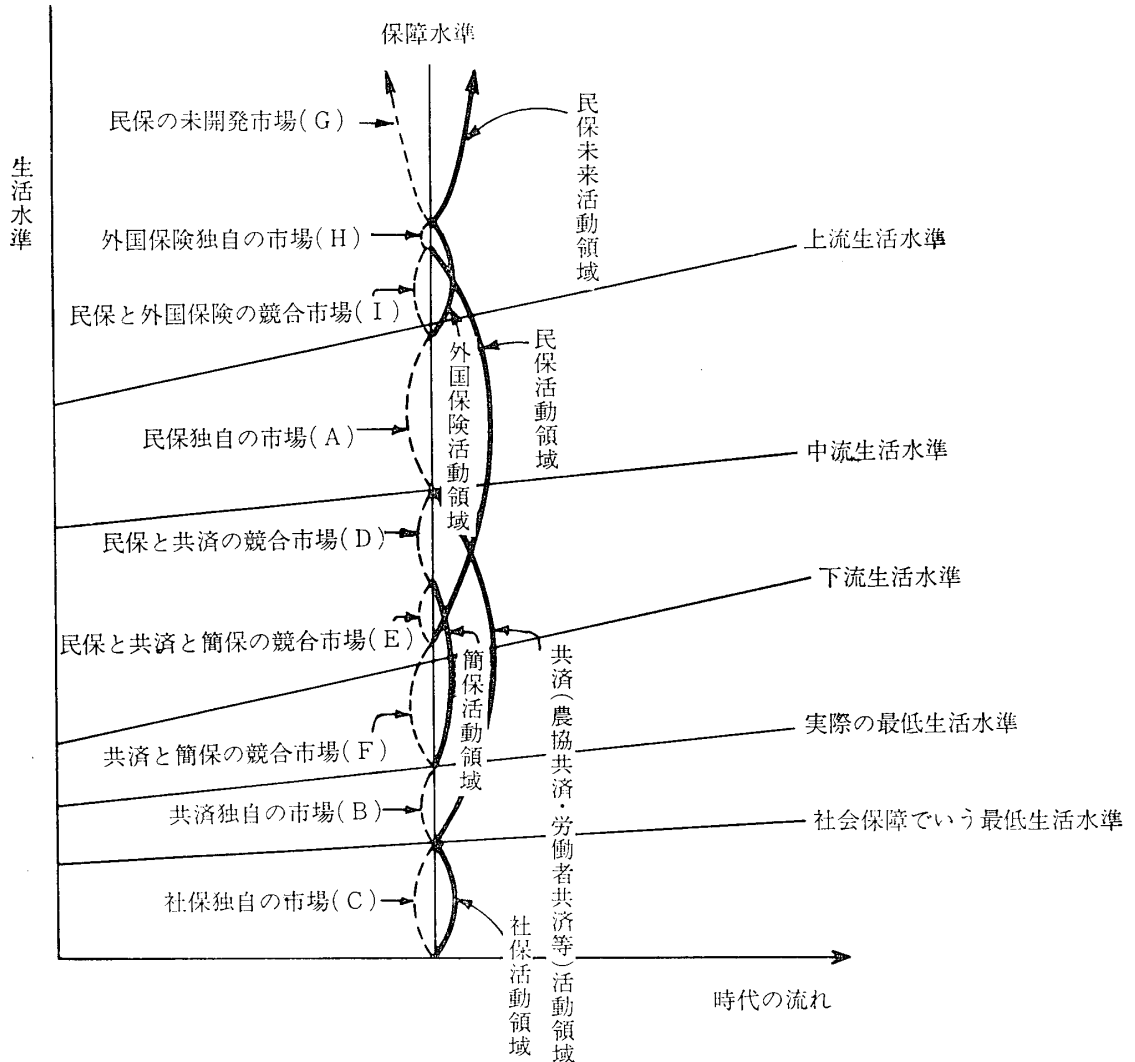 保障水準
生活水準
民保の未開発市場(G)
外国保険独自の市場(H)
民保と外国保険の競合市場(I)
民保独自の市場(A)
民保と共済の競合市場(D)
民保と共済と簡保の競合市場(E)
共済と簡保の競合市場(F)
共済独自の市場(B)
社保独自の市場(C)
民保未来活動領域
民保活動領域
外国保険活動領域
簡保活動領域
共済(農協共済・労働者共済等)活動領域
社保活動領域
上流生活水準
中流生活水準
下流生活水準
実際の最低生活水準
社会保障でいう最低生活水準
時代の流れ